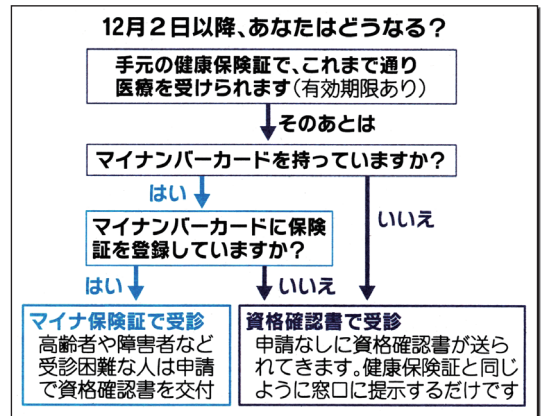 12月２日以降、あなたはどうなる？
手元の健康保険証で、これまで通り
医療を受けられます（有効期限あり）
そのあとは
マイナンバーカードを持っていますか？
はい
いいえ
マイナンバーカードに保険
証を登録していますか？
はい
いいえ
マイナ保険証で受診
高齢者や障害者など
受診困難な人は申請
で資格確認書を交付
資格確認書で受診
申請なしに資格確認書が送ら
れてきます。健康保険証と同じ
ように窓口に提示するだけです